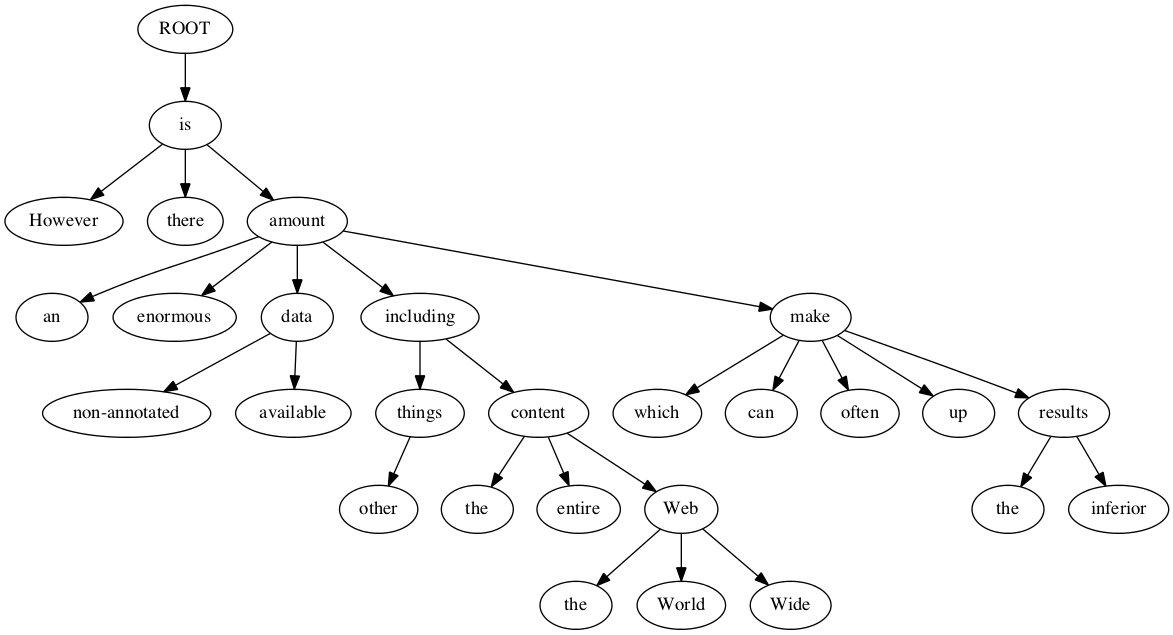 ROOT
is
However there amount
an enormous data including make
non-annotated available things content which can often up results
other the entire Web the inferior
the World Wide